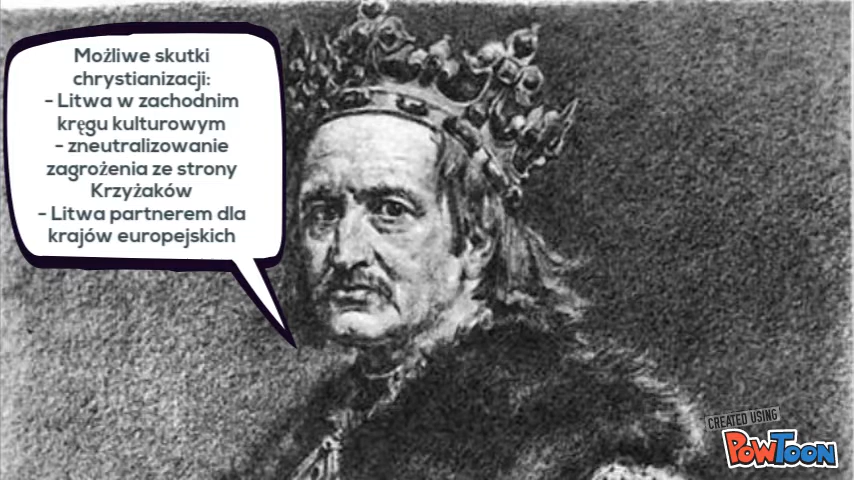 Możliwe skutki
chrystianizacji:
- Litwa w zachodnim
kręgu kulturowym
- zneutralizowanie
zagrożenia ze strony
Krzyżaków
- Litwa partnerem dla
krajów europejskich
CREATED USING
POWTOON